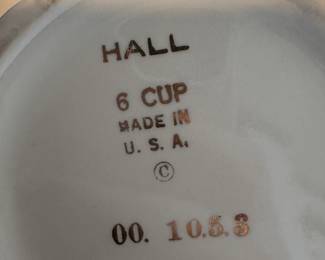 HALL
6 CUP
MADE IN
U. S. A.
©
00. 10.5.3